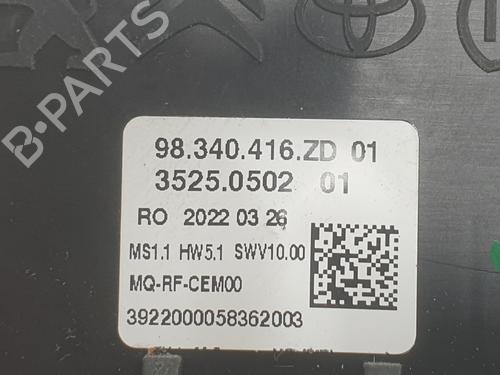 98.340.416.ZD 01
3525.0502 01
RO 2022 03 26
MS1.1 HW5.1 SWV10.00
MQ-RF-CEM00
3922000058362003
B-PARTS